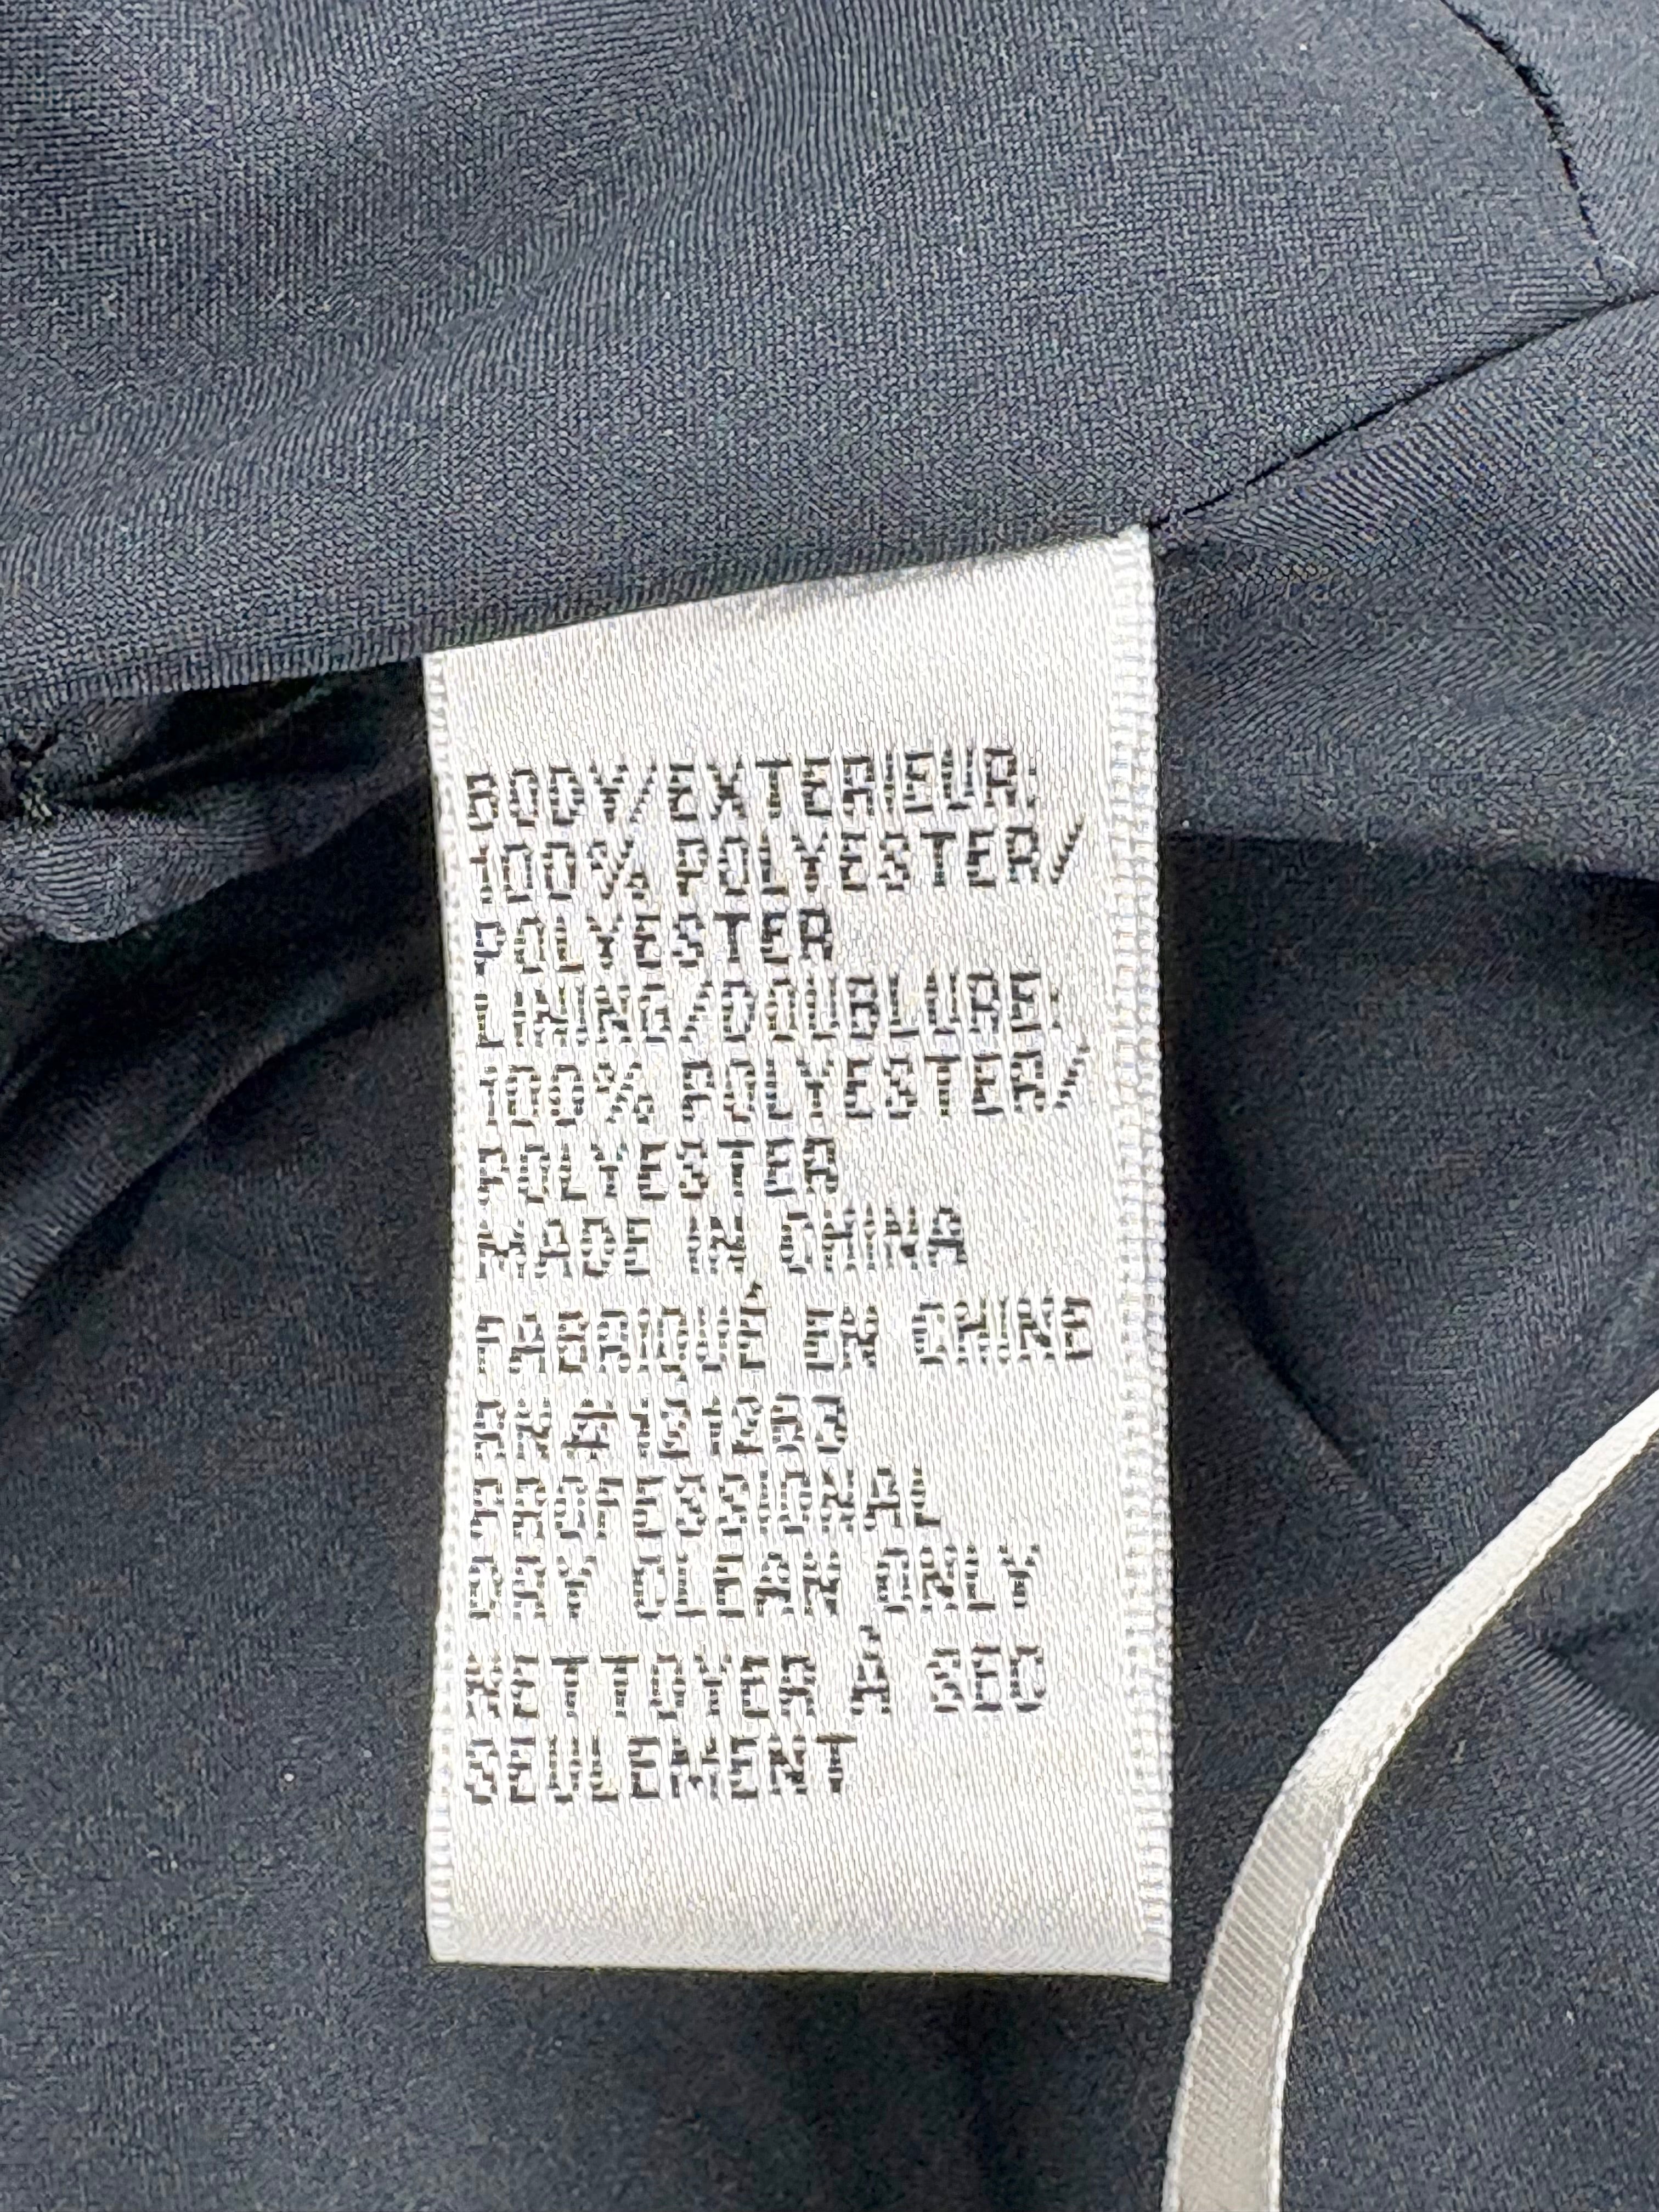 BODY/EXTERIEUR:
100% POLYESTER/
POLYESTER
LINING/DOUBLURE:
100% POLYESTER/
POLYESTER
MADE IN CHINA
FABRIQUÉ EN CHINE
RN#121263
PROFESSIONAL
DRY CLEAN ONLY
NETTOYER À SEC
SEULEMENT